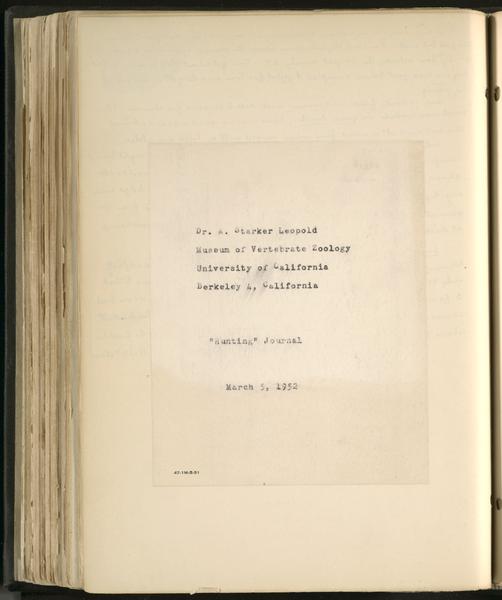 Dr. A. Starker Leopold
Museum of Vertebrate Zoology
University of California
Berkeley 4, California
"Hunting" Journal
March 5, 1952